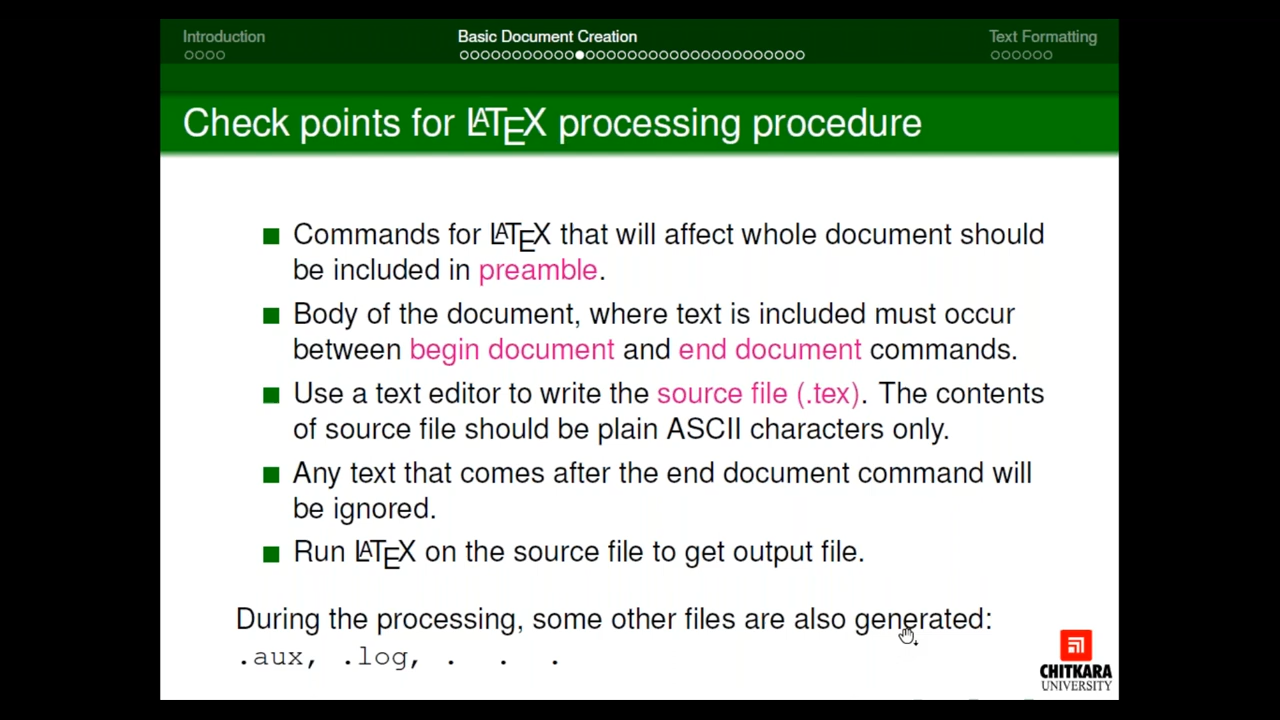 Introduction
Basic Document Creation
Text Formatting
Check points for LATEX processing procedure
Commands for LATEX that will affect whole document should
be included in preamble.
Body of the document, where text is included must occur
between begin document and end document commands.
Use a text editor to write the source file (.tex). The contents
of source file should be plain ASCII characters only.
Any text that comes after the end document command will
be ignored.
Run LATEX on the source file to get output file.
During the processing, some other files are also generated:
.aux, .log, . . .
CHITKARA
UNIVERSITY